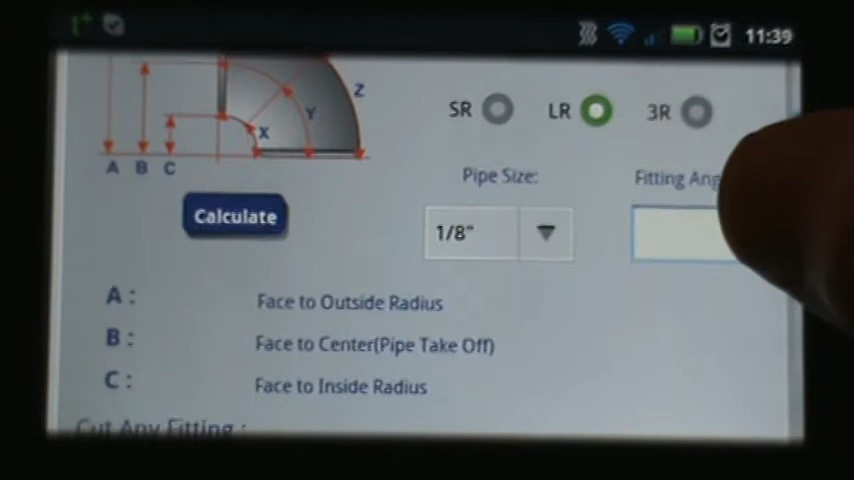 11:39
Z
SR LR 3R
Y
X
A B C
Pipe Size: Fitting
Calculate
1/8"
A : Face to Outside Radius
B : Face to Center(Pipe Take Off)
C : Face to Inside Radius
Cut Any Fitting :